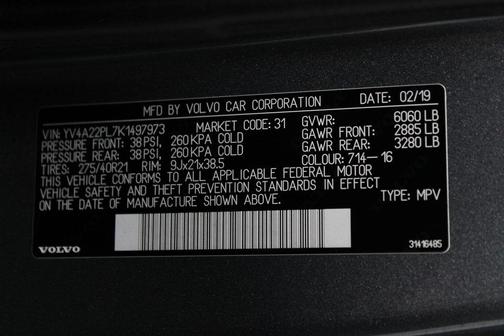 MFD BY VOLVO CAR CORPORATION DATE: 02/19
VIN: YV4A22PL7K1497973 MARKET CODE: 31 GVWR: 6060 LB
PRESSURE FRONT: 38PSI, 260KPA COLD GAWR FRONT: 2885 LB
PRESSURE REAR: 38PSI, 260KPA COLD GAWR REAR: 3280 LB
TIRES: 275/40R21 RIM: 9Jx21x38.5 COLOUR: 714-16
THIS VEHICLE CONFORMS TO ALL APPLICABLE FEDERAL MOTOR
VEHICLE SAFETY AND THEFT PREVENTION STANDARDS IN EFFECT
ON THE DATE OF MANUFACTURE SHOWN ABOVE. TYPE: MPV
VOLVO 31416485